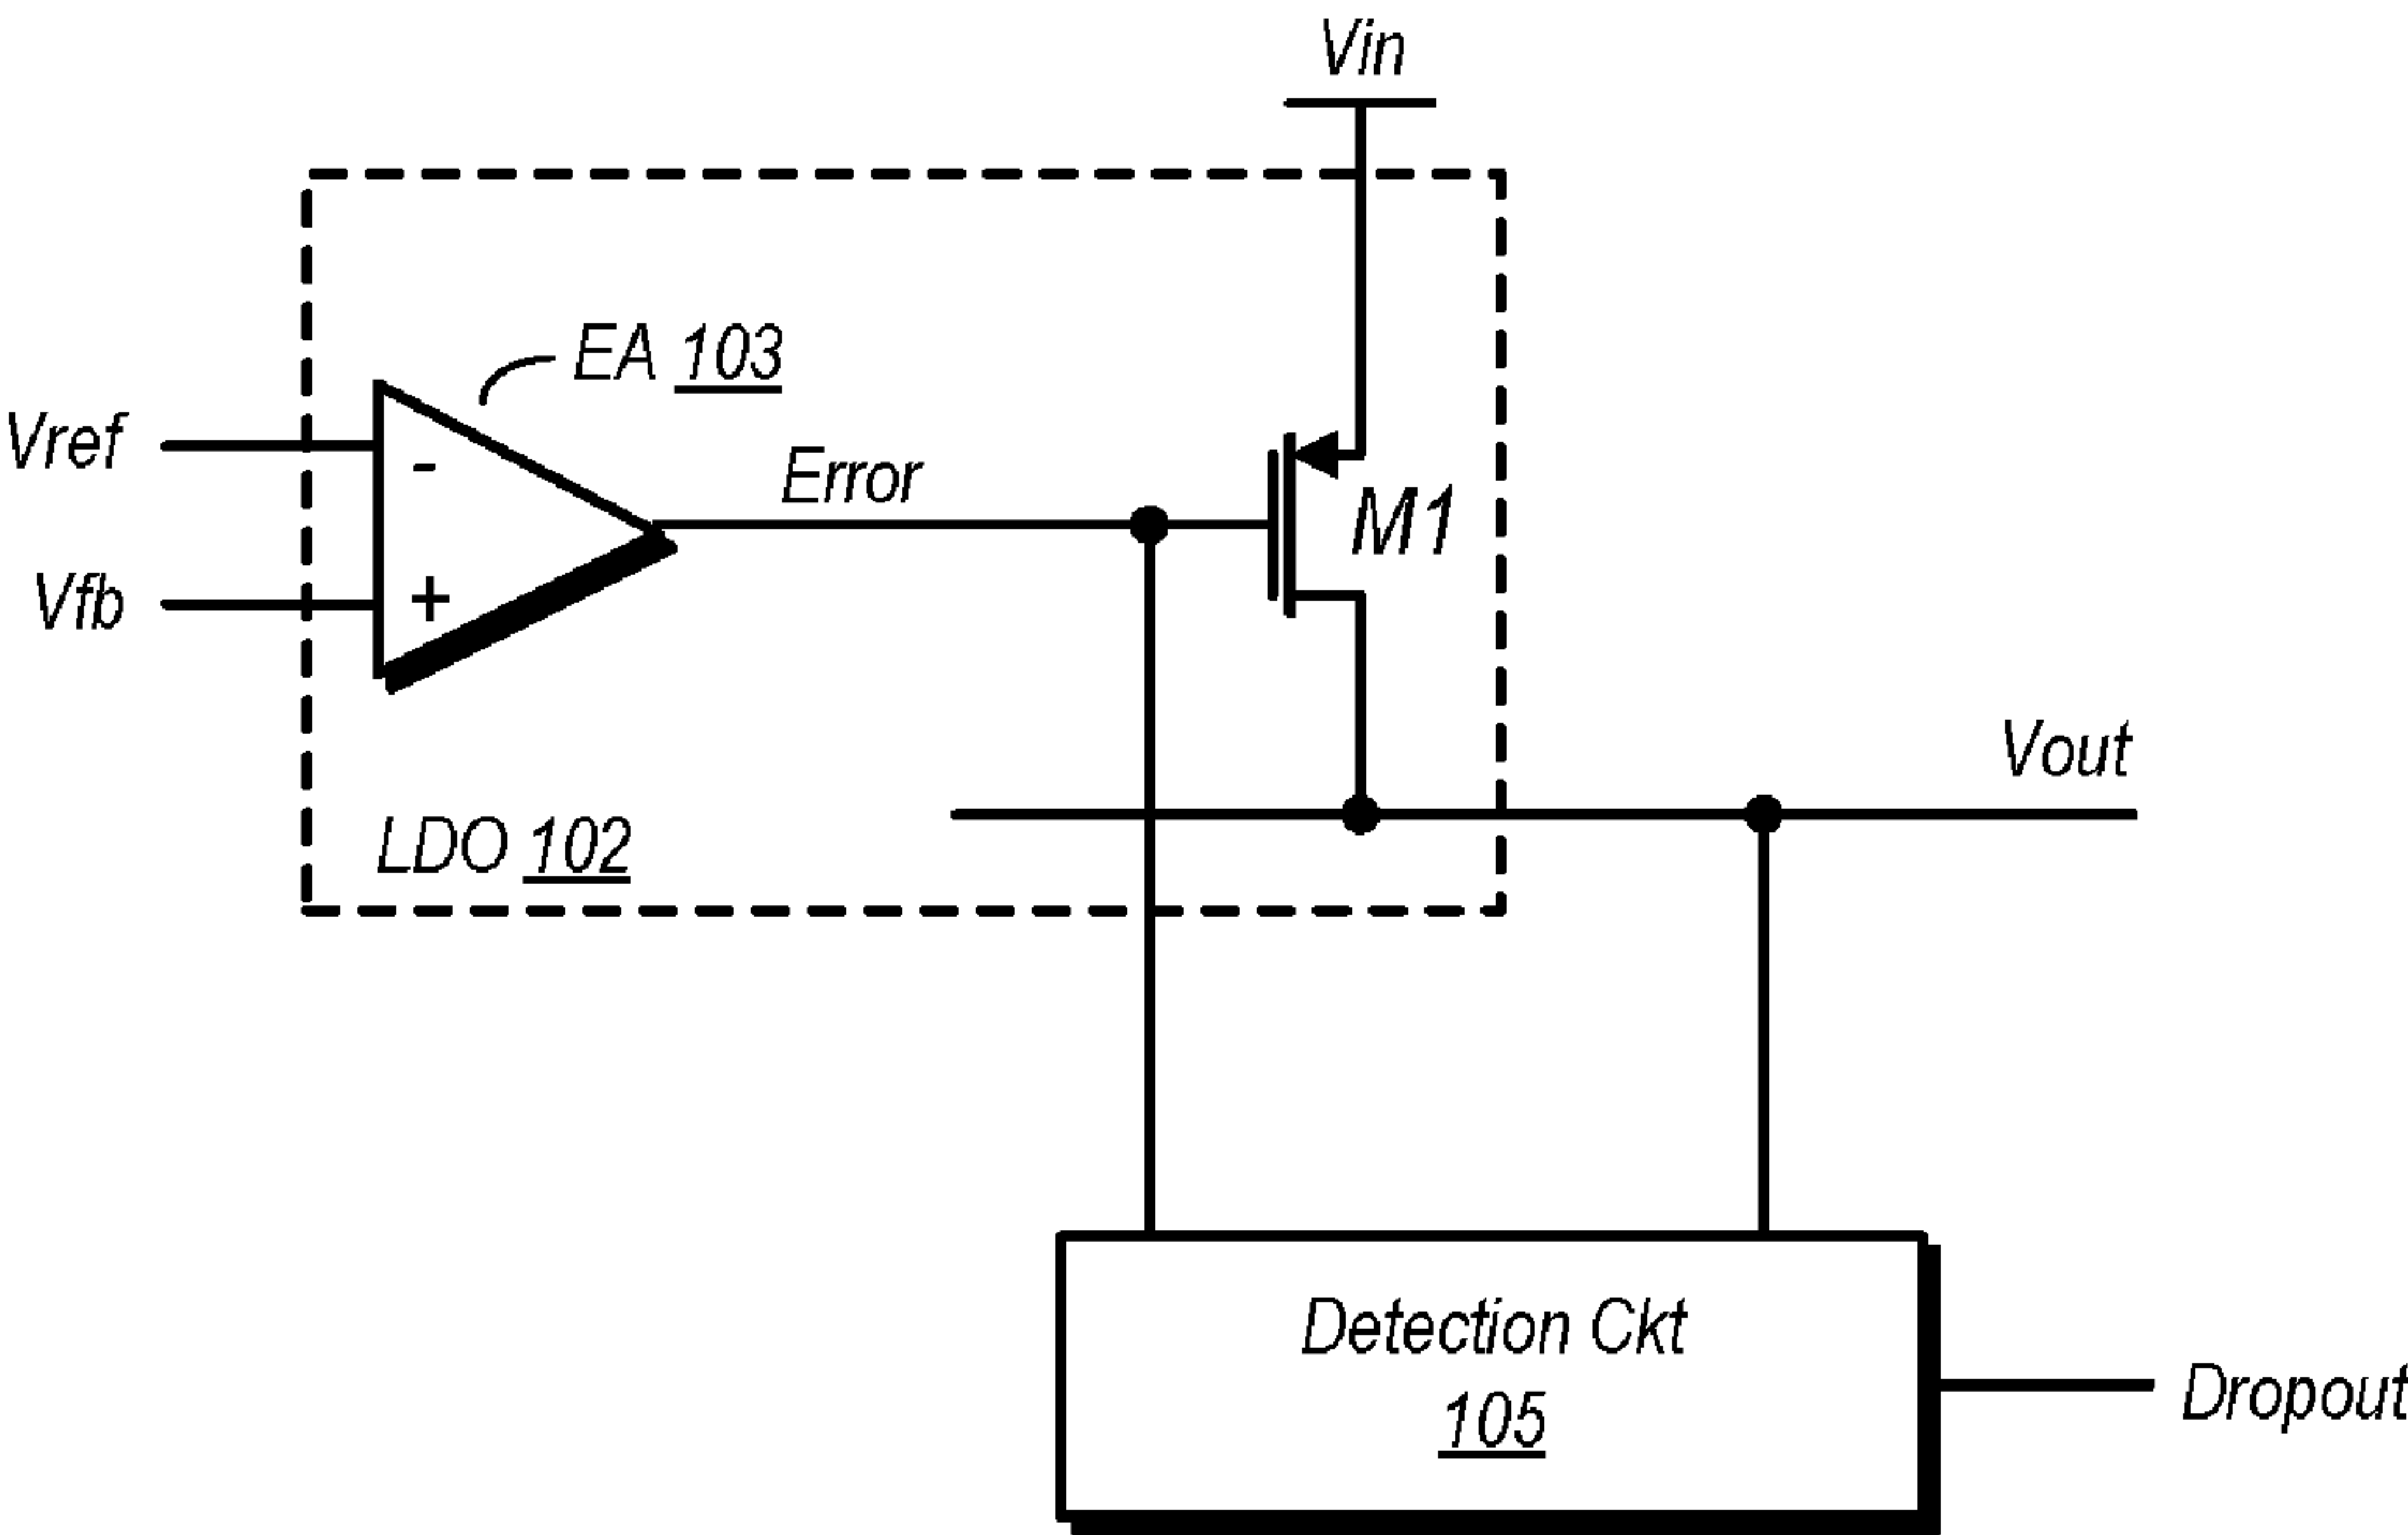 Vin
EA 103
Vref
-
Error
M1
Vfb
+
Vout
LDO 102
Detection Ckt
105
Dropout